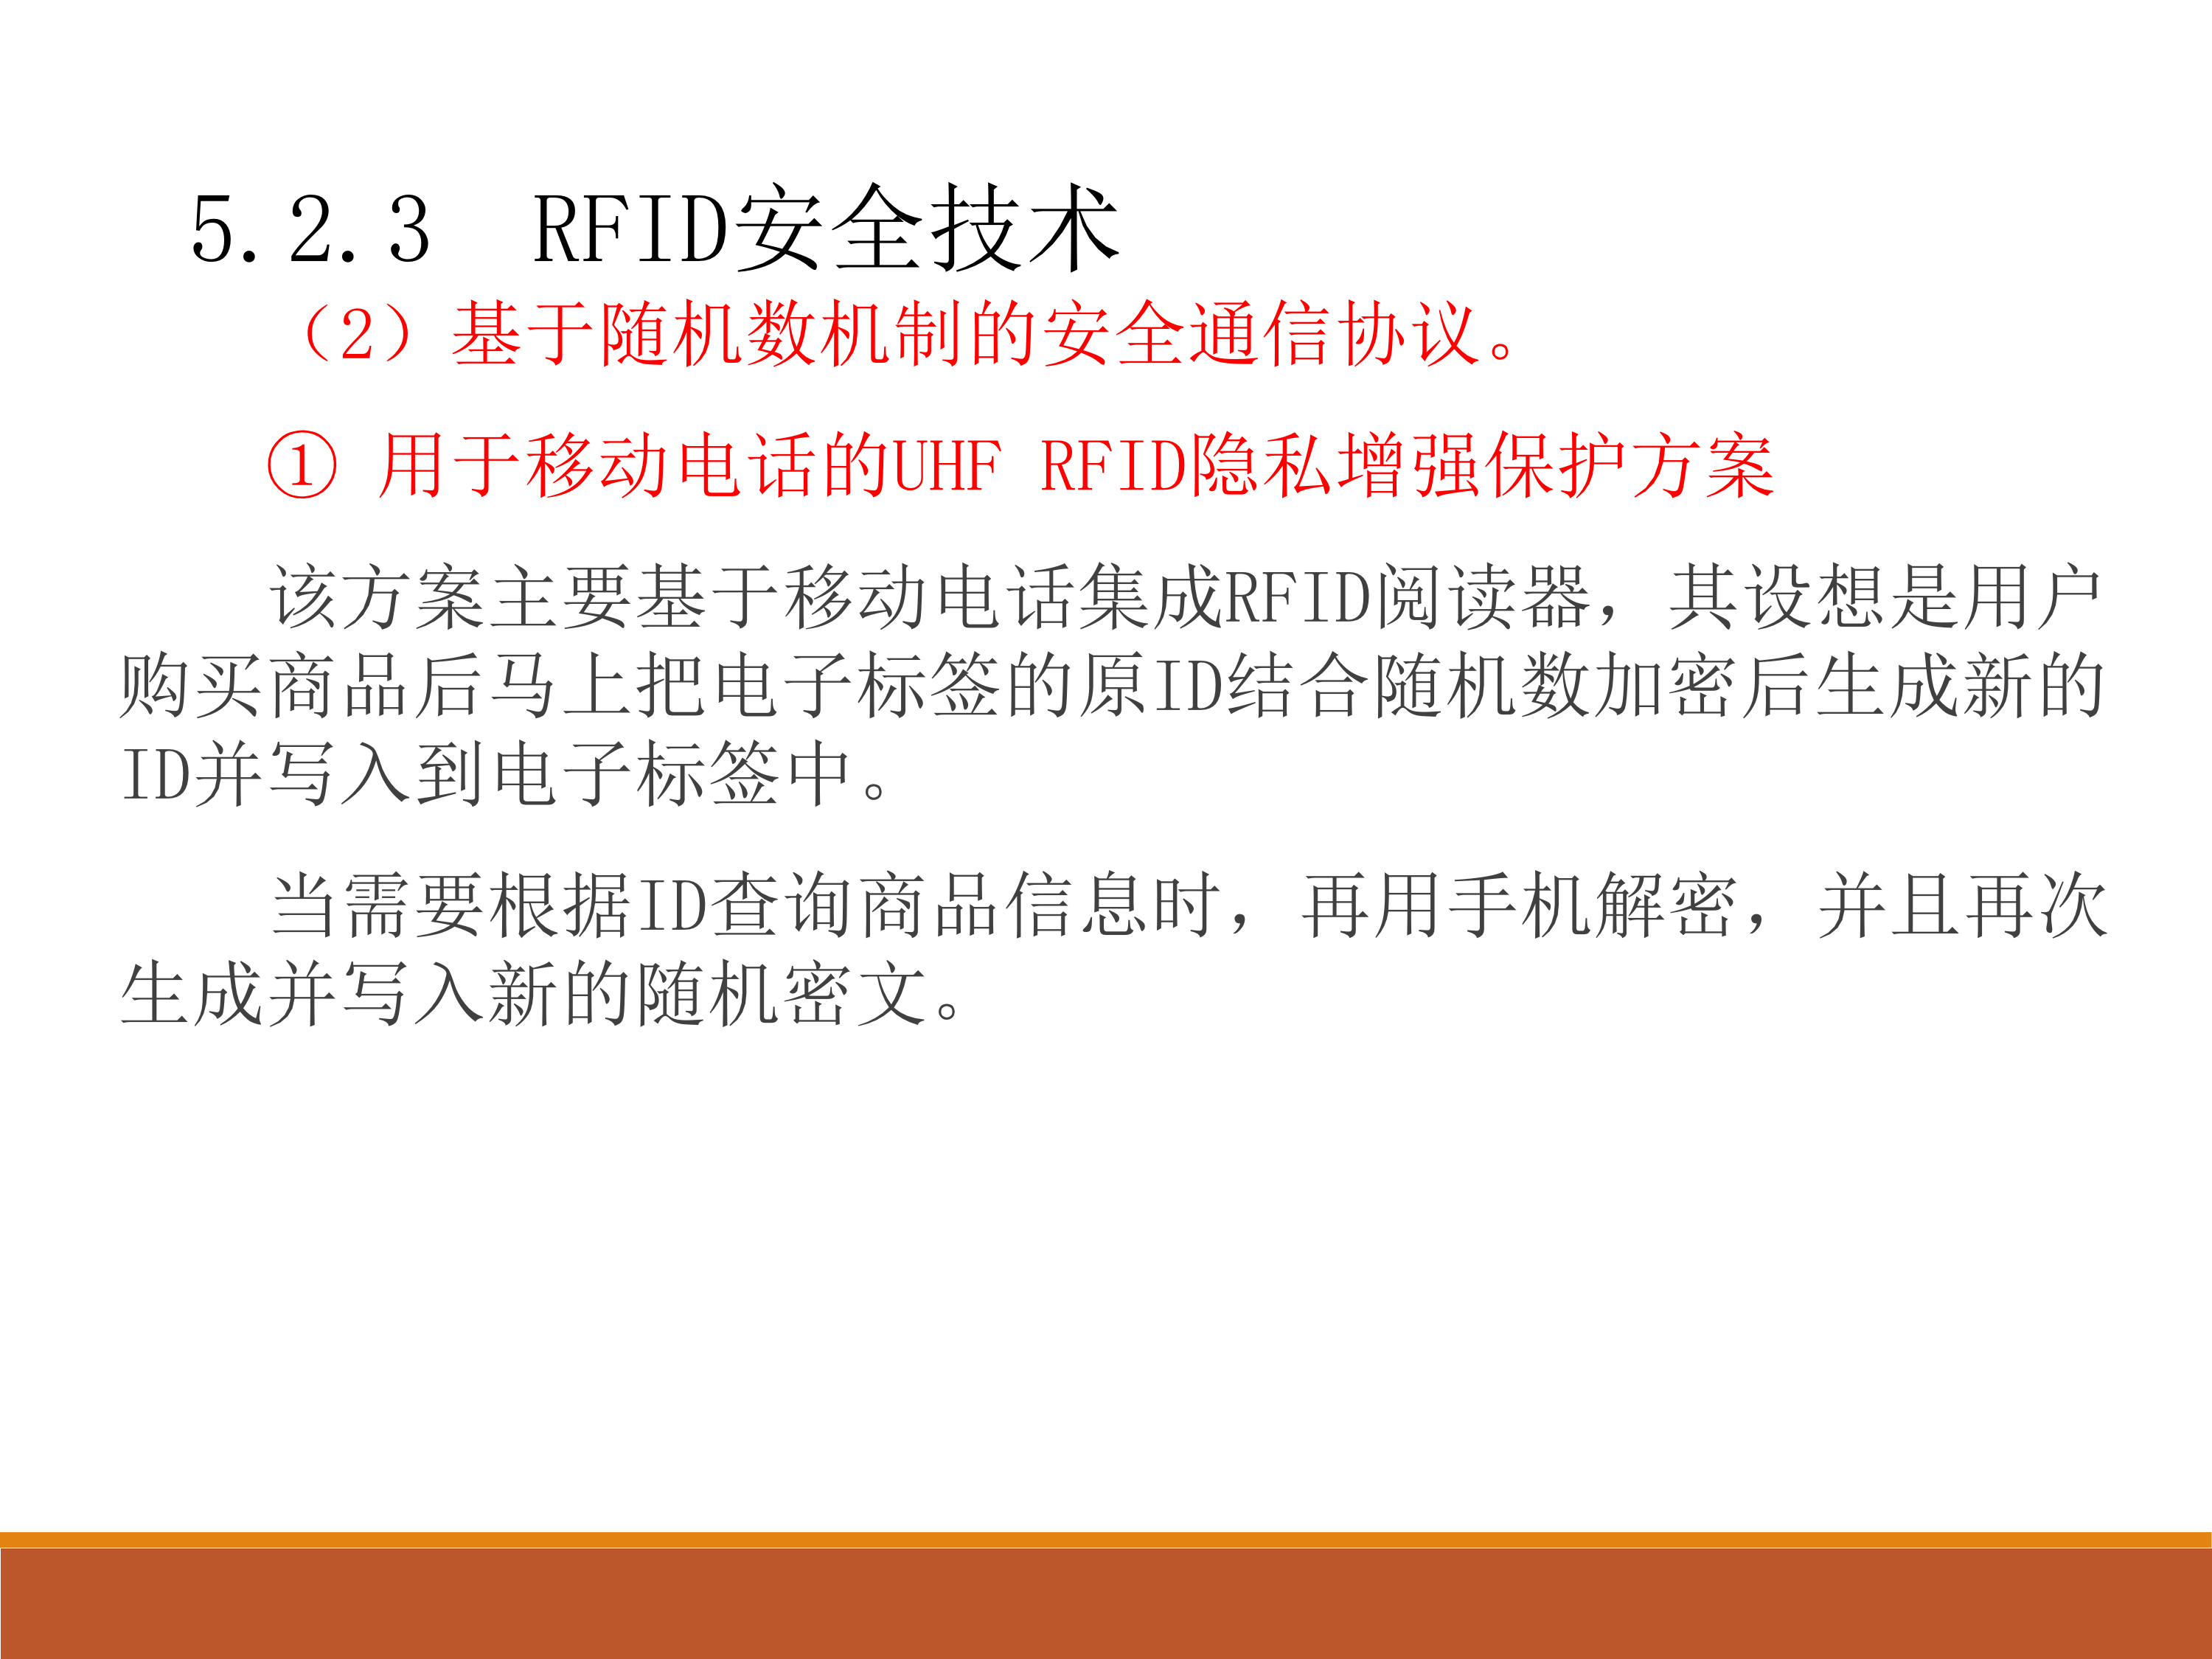 5.2.3 RFID安全技术
（2）基于随机数机制的安全通信协议。
① 用于移动电话的UHF RFID隐私增强保护方案
该方案主要基于移动电话集成RFID阅读器，其设想是用户
购买商品后马上把电子标签的原ID结合随机数加密后生成新的
ID并写入到电子标签中。
当需要根据ID查询商品信息时，再用手机解密，并且再次
生成并写入新的随机密文。